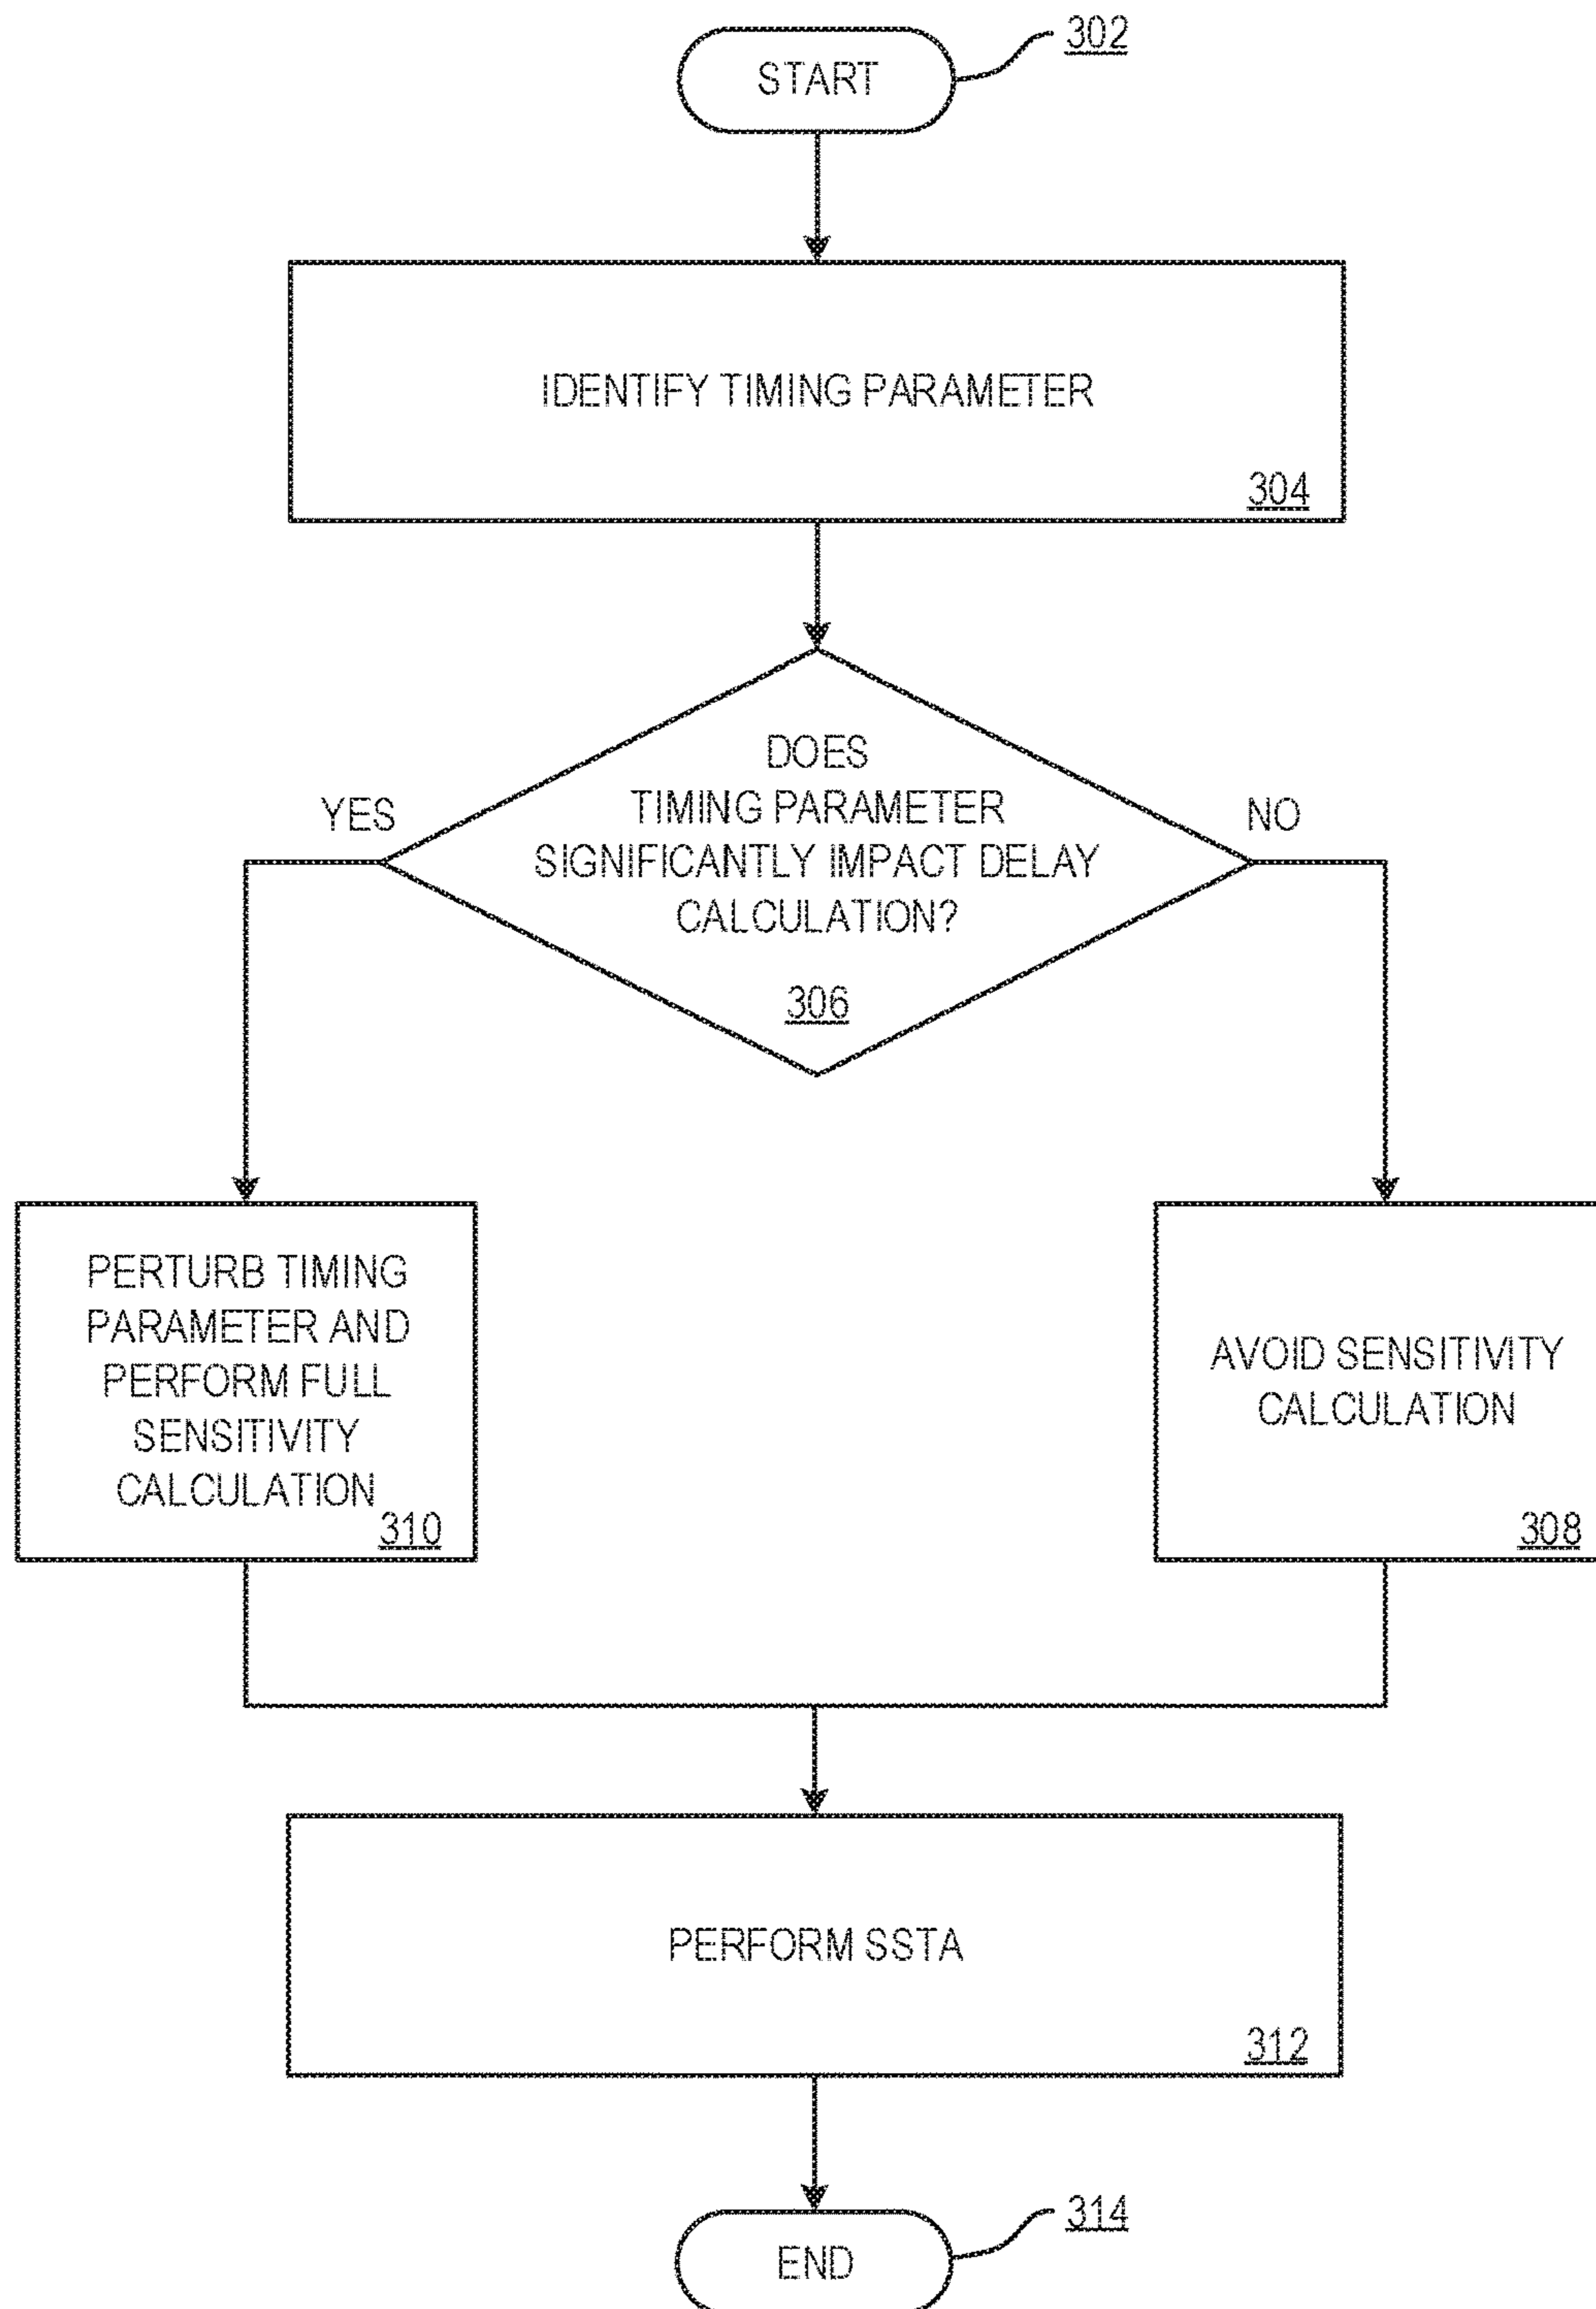 302
START
IDENTIFY TIMING PARAMETER
304
DOES
TIMING PARAMETER
SIGNIFICANTLY IMPACT DELAY
CALCULATION?
306
YES
NO
PERTURB TIMING
PARAMETER AND
PERFORM FULL
SENSITIVITY
CALCULATION
310
AVOID SENSITIVITY
CALCULATION
308
PERFORM SSTA
312
314
END